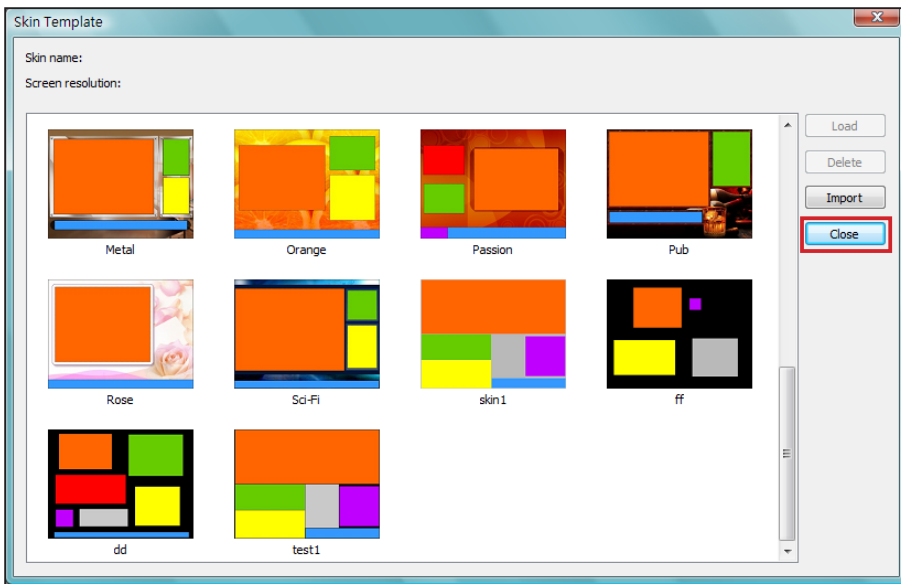 Skin Template
Skin name:
Screen resolution:
Load
Delete
Import
Close
Metal
Orange
Passion
Pub
Rose
Sci-Fi
skin1
ff
dd
test1